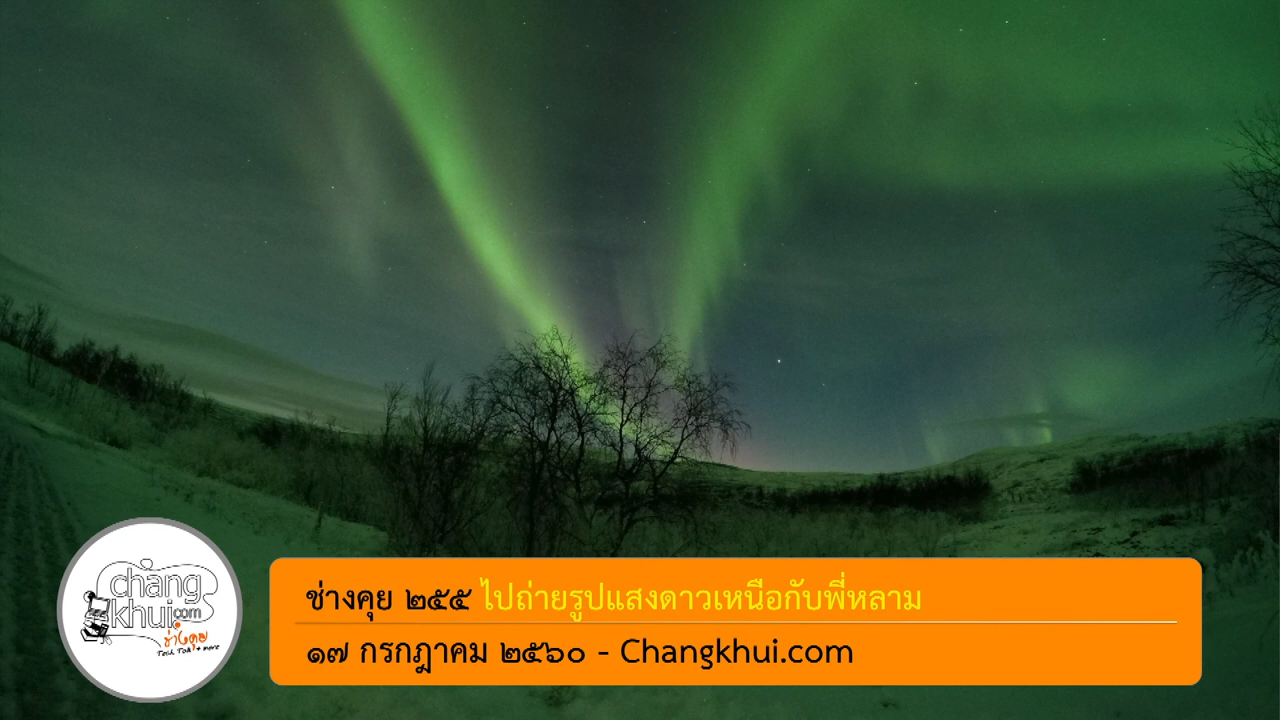 chang
khui.com
ช่างคุย
Tech Talk + more
ช่างคุย ๒๕๕ ไปถ่ายรูปแสงดาวเหนือกับพี่หลาม
๑๗ กรกฎาคม ๒๕๖๐ - Changkhui.com